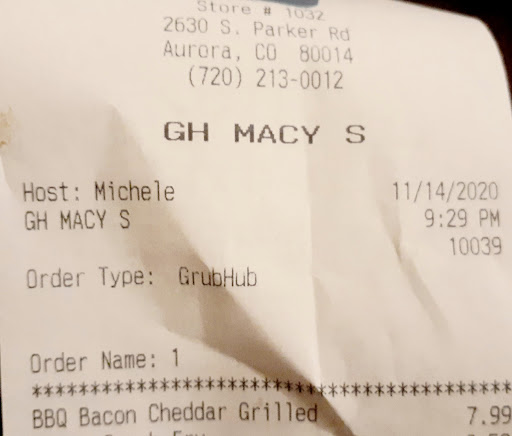 Store # 1032
2630 S. Parker Rd
Aurora, CO 80014
(720) 213-0012
GH MACY S
Host: Michele 11/14/2020
GH MACY S 9:29 PM
10039
Order Type: GrubHub
Order Name: 1
****************************************
BBQ Bacon Cheddar Grilled 7.99